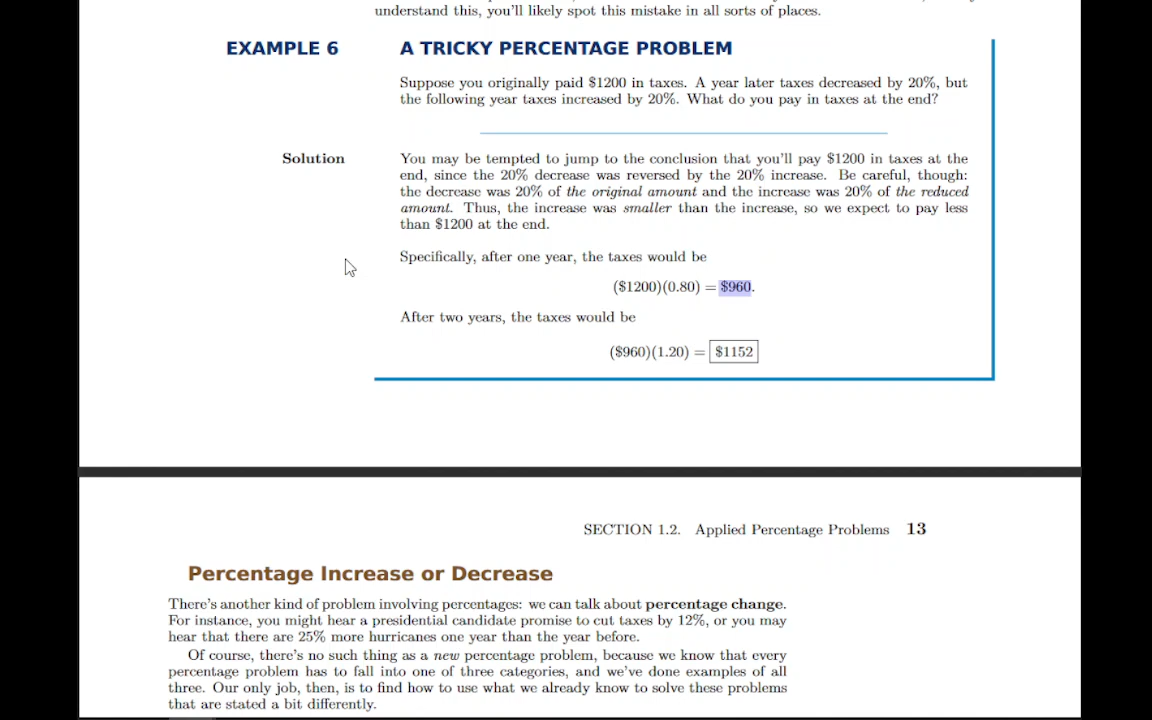 understand this, you'll likely spot this mistake in all sorts of places.
EXAMPLE 6 A TRICKY PERCENTAGE PROBLEM
Suppose you originally paid $1200 in taxes. A year later taxes decreased by 20%, but
the following year taxes increased by 20%. What do you pay in taxes at the end?
Solution You may be tempted to jump to the conclusion that you'll pay $1200 in taxes at the
end, since the 20% decrease was reversed by the 20% increase. Be careful, though:
the decrease was 20% of the original amount and the increase was 20% of the reduced
amount. Thus, the increase was smaller than the increase, so we expect to pay less
than $1200 at the end.
Specifically, after one year, the taxes would be
($1200)(0.80) = $960.
After two years, the taxes would be
($960)(1.20) = $1152
SECTION 1.2. Applied Percentage Problems 13
Percentage Increase or Decrease
There's another kind of problem involving percentages: we can talk about percentage change.
For instance, you might hear a presidential candidate promise to cut taxes by 12%, or you may
hear that there are 25% more hurricanes one year than the year before.
Of course, there's no such thing as a new percentage problem, because we know that every
percentage problem has to fall into one of three categories, and we've done examples of all
three. Our only job, then, is to find how to use what we already know to solve these problems
that are stated a bit differently.